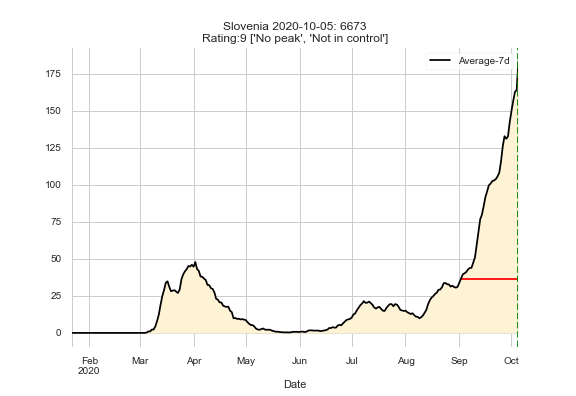 Slovenia 2020-10-05: 6673
Rating:9 ['No peak', 'Not in control']
Average-7d
175
150
125
100
75
50
25
0
Feb Mar Apr May Jun Jul Aug Sep Oct
2020
Date